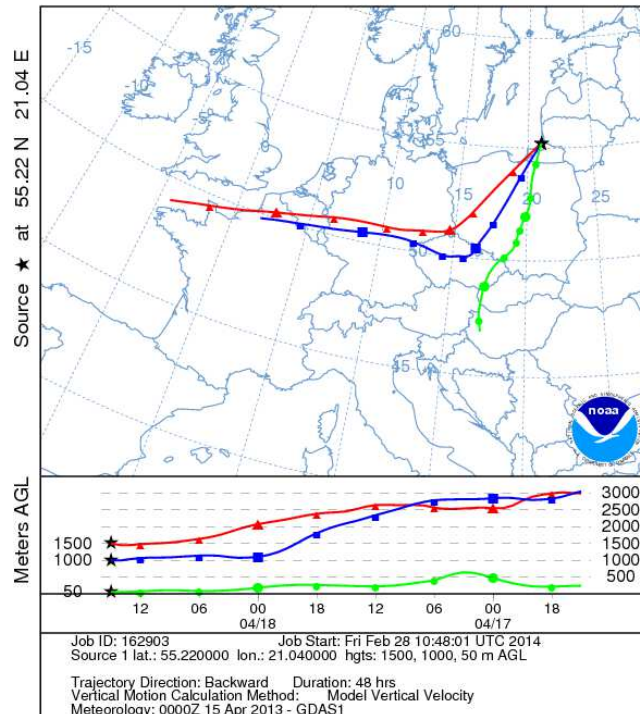 Source ★ at 55.22 N 21.04 E
-15
-10
-5
0
5
10
15
20
25
60
55
50
45
noaa
Meters AGL
1500
1000
50
3000
2500
2000
1500
1000
500
12 06 00 18 12 06 00 18
04/18 04/17
Job ID: 162903 Job Start: Fri Feb 28 10:48:01 UTC 2014
Source 1 lat.: 55.220000 lon.: 21.040000 hgts: 1500, 1000, 50 m AGL
Trajectory Direction: Backward Duration: 48 hrs
Vertical Motion Calculation Method: Model Vertical Velocity
Meteorology: 0000Z 15 Apr 2013 - GDAS1